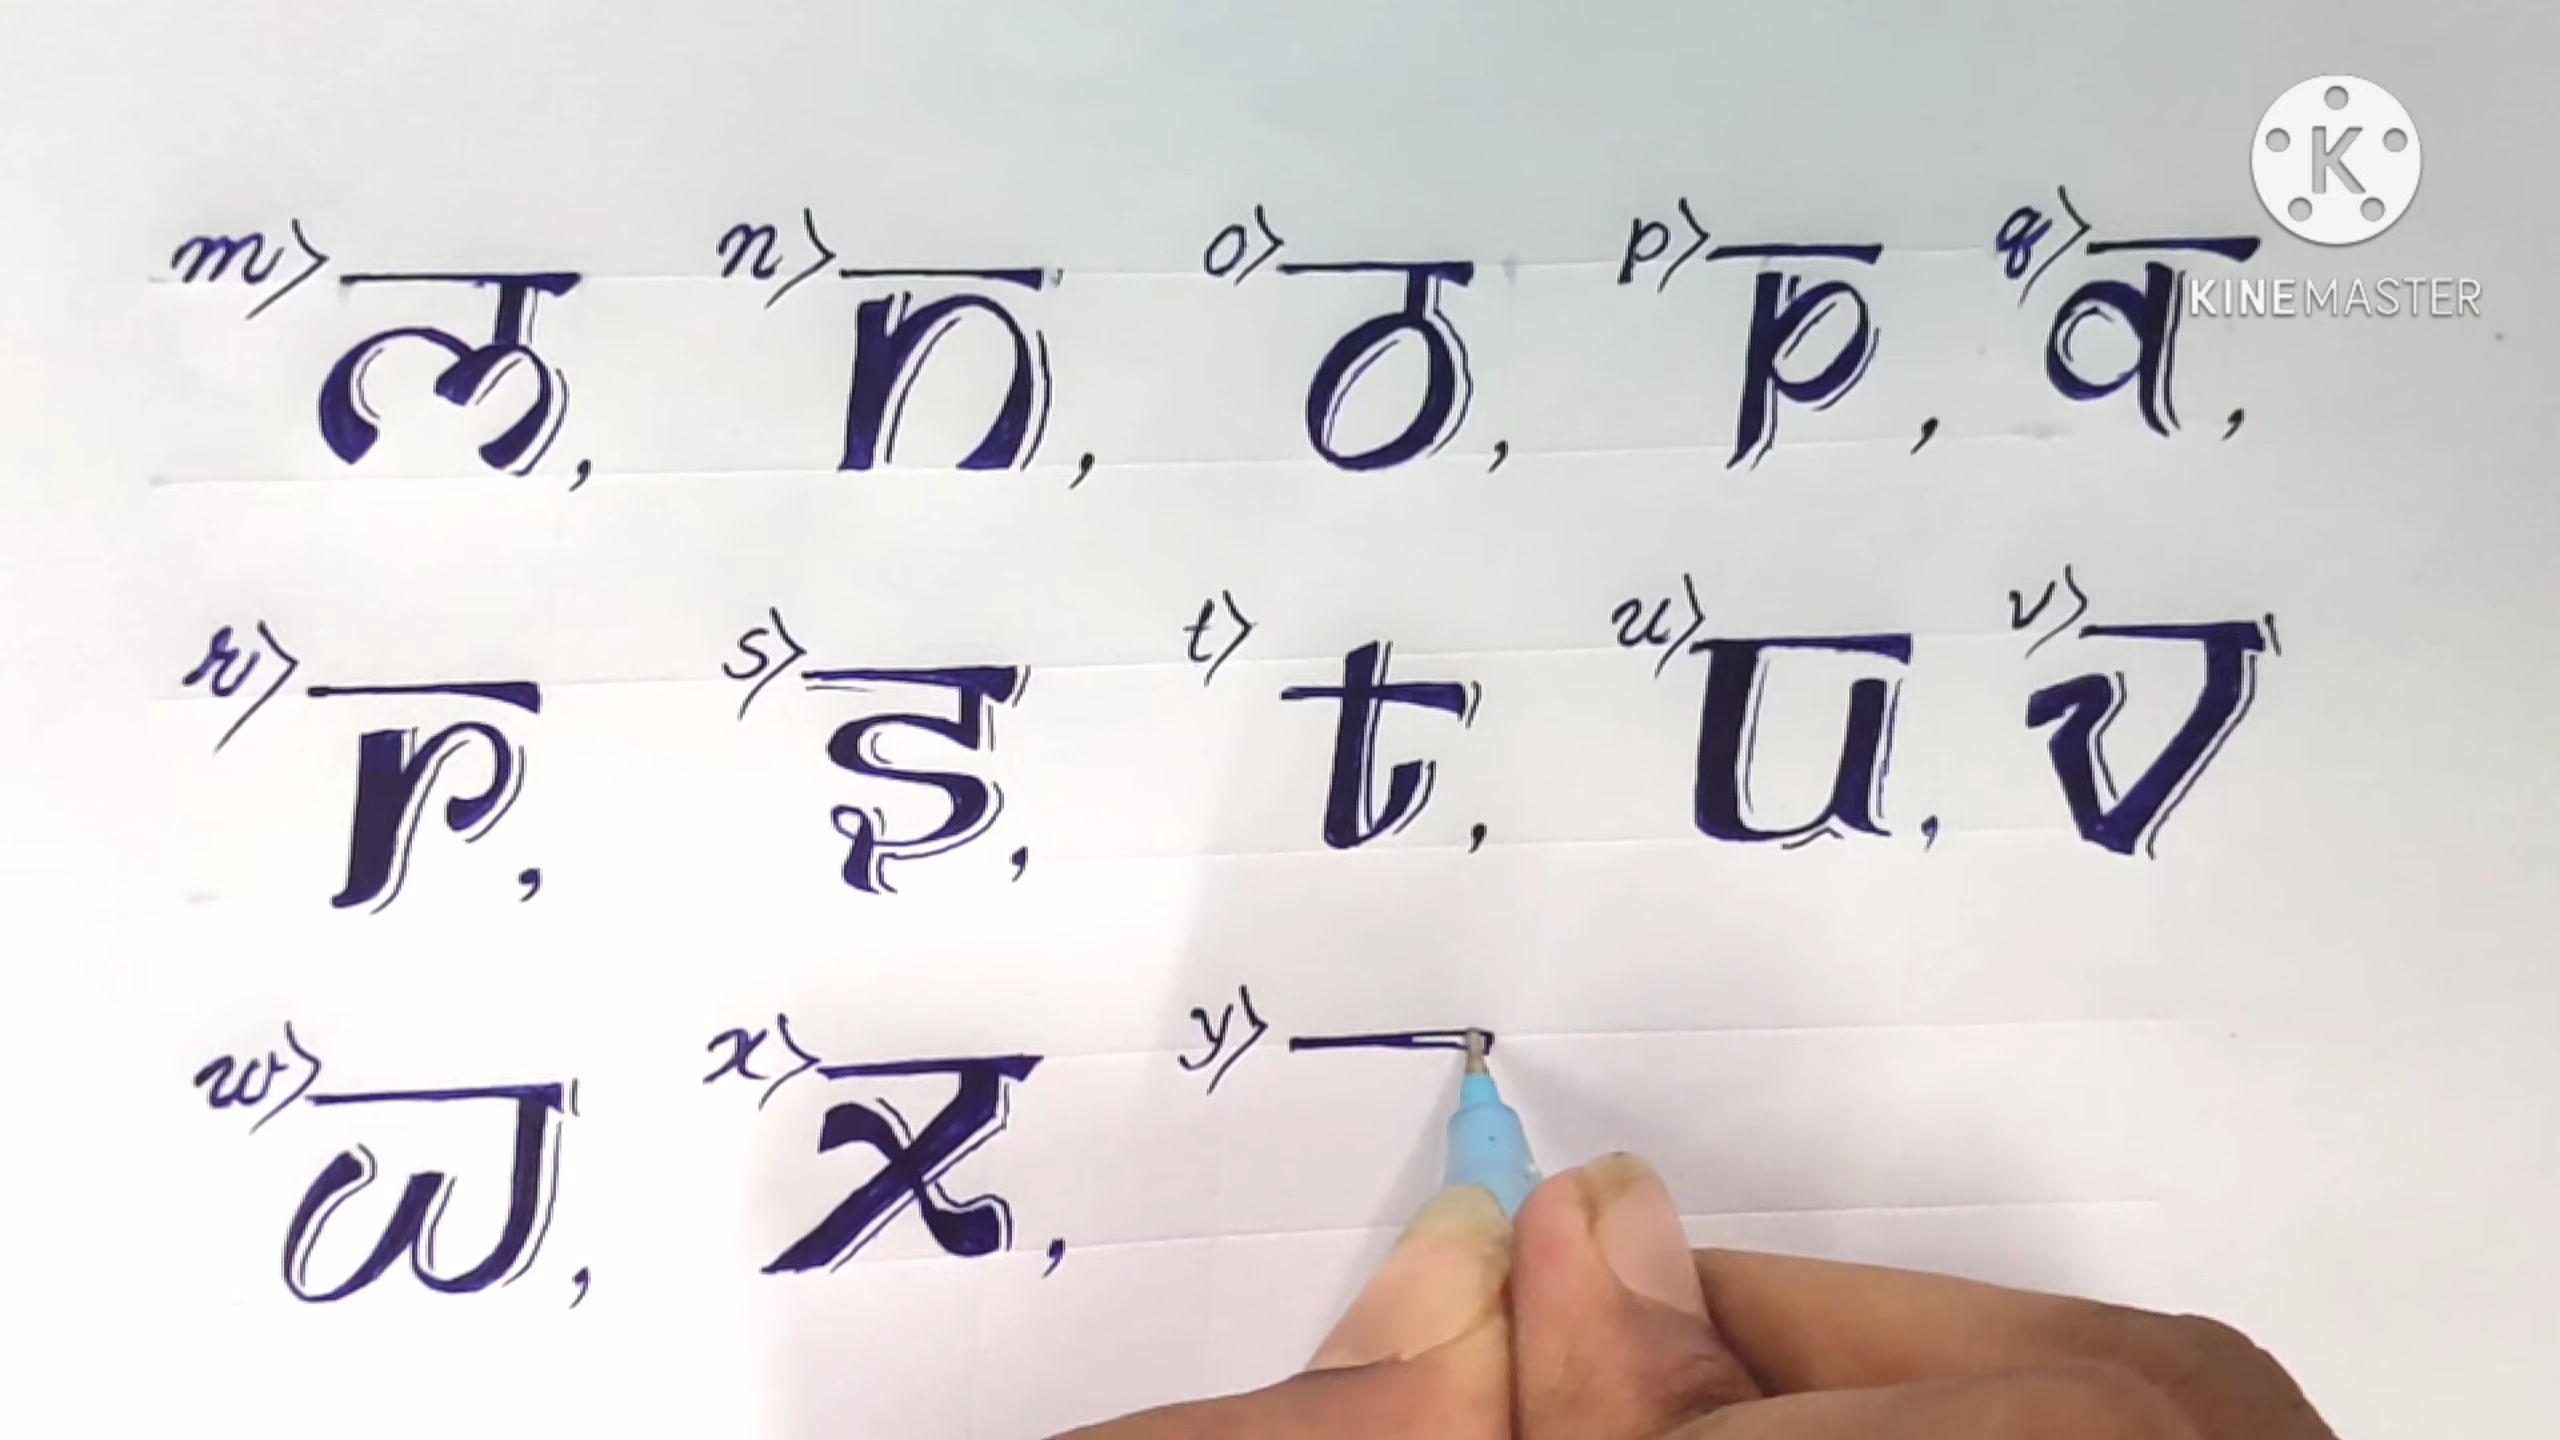 K
KINEMASTER
m> m, n> n, o> o, p> p, q> q,
r> r, s> s, t> t, u> u, v> v
w> w, x> x, y>